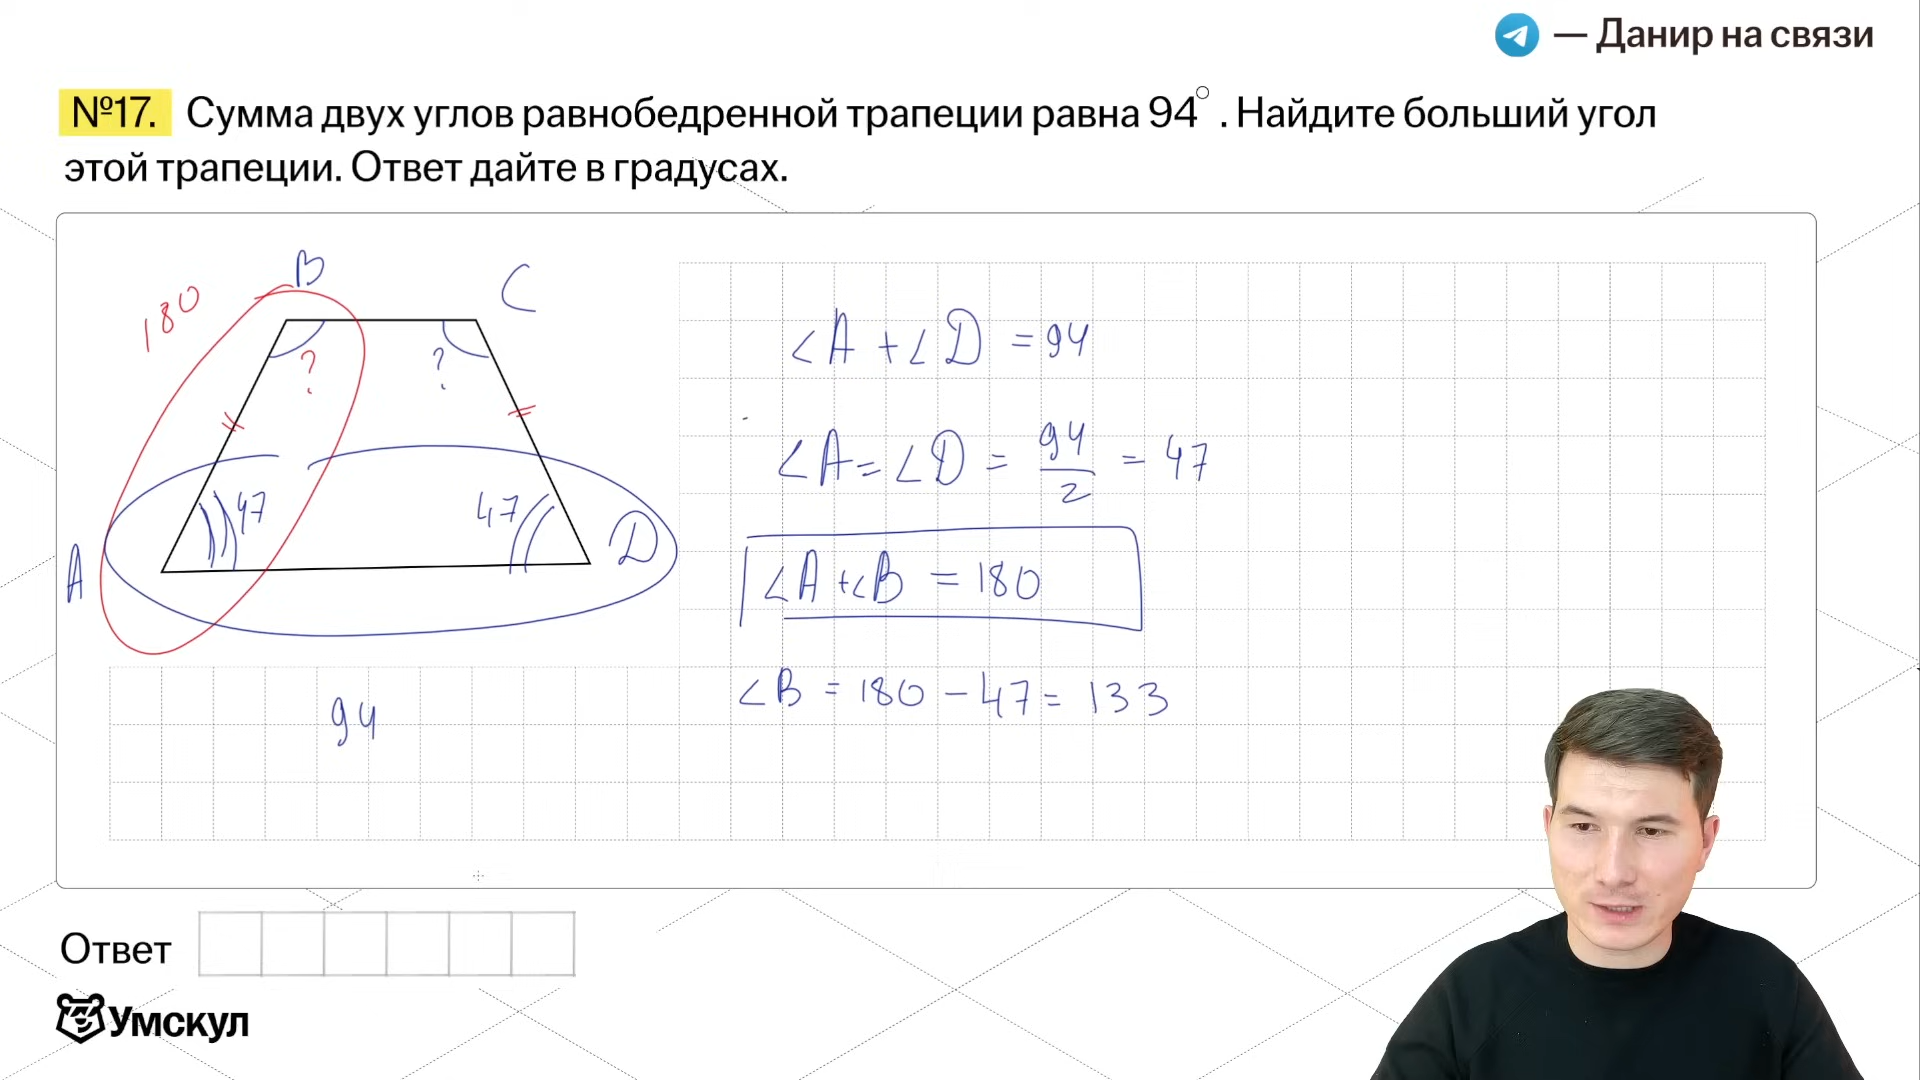 — Данир на связи
№17. Сумма двух углов равнобедренной трапеции равна 94° . Найдите больший угол
этой трапеции. Ответ дайте в градусах.
180
B
C
?
?
47
47
A
D
94
∠A + ∠D = 94
∠A = ∠D = 94/2 = 47
∠A + ∠B = 180
∠B = 180 - 47 = 133
Ответ
Умскул